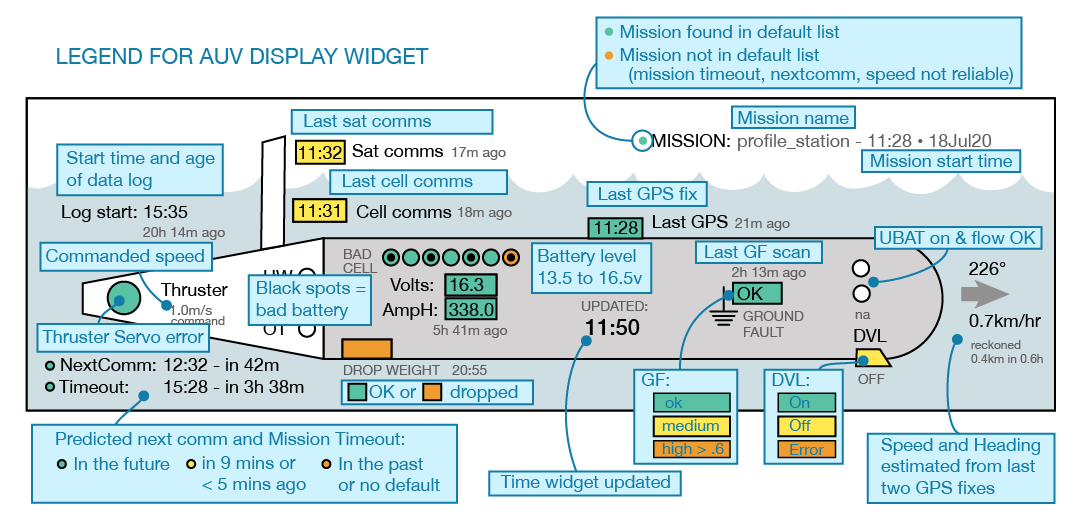 LEGEND FOR AUV DISPLAY WIDGET
Mission found in default list
Mission not in default list
(mission timeout, nextcomm, speed not reliable)
Mission name
MISSION: profile_station - 11:28 • 18Jul20
Mission start time
Last sat comms
11:32 Sat comms 17m ago
Last cell comms
11:31 Cell comms 18m ago
Start time and age
of data log
Log start: 15:35
20h 14m ago
Last GPS fix
11:28 Last GPS 21m ago
UBAT on & flow OK
Commanded speed
Thruster
1.0m/s
command
Thruster Servo error
Black spots =
bad battery
BAD
CELL
Volts: 16.3
AmpH: 338.0
5h 41m ago
Battery level
13.5 to 16.5v
UPDATED:
11:50
Last GF scan
2h 13m ago
OK
GROUND
FAULT
na
DVL
OFF
226°
0.7km/hr
reckoned
0.4km in 0.6h
NextComm: 12:32 - in 42m
Timeout: 15:28 - in 3h 38m
DROP WEIGHT 20:55
OK or dropped
GF:
ok
medium
high > .6
DVL:
On
Off
Error
Predicted next comm and Mission Timeout:
In the future
in 9 mins or
< 5 mins ago
In the past
or no default
Time widget updated
Speed and Heading
estimated from last
two GPS fixes